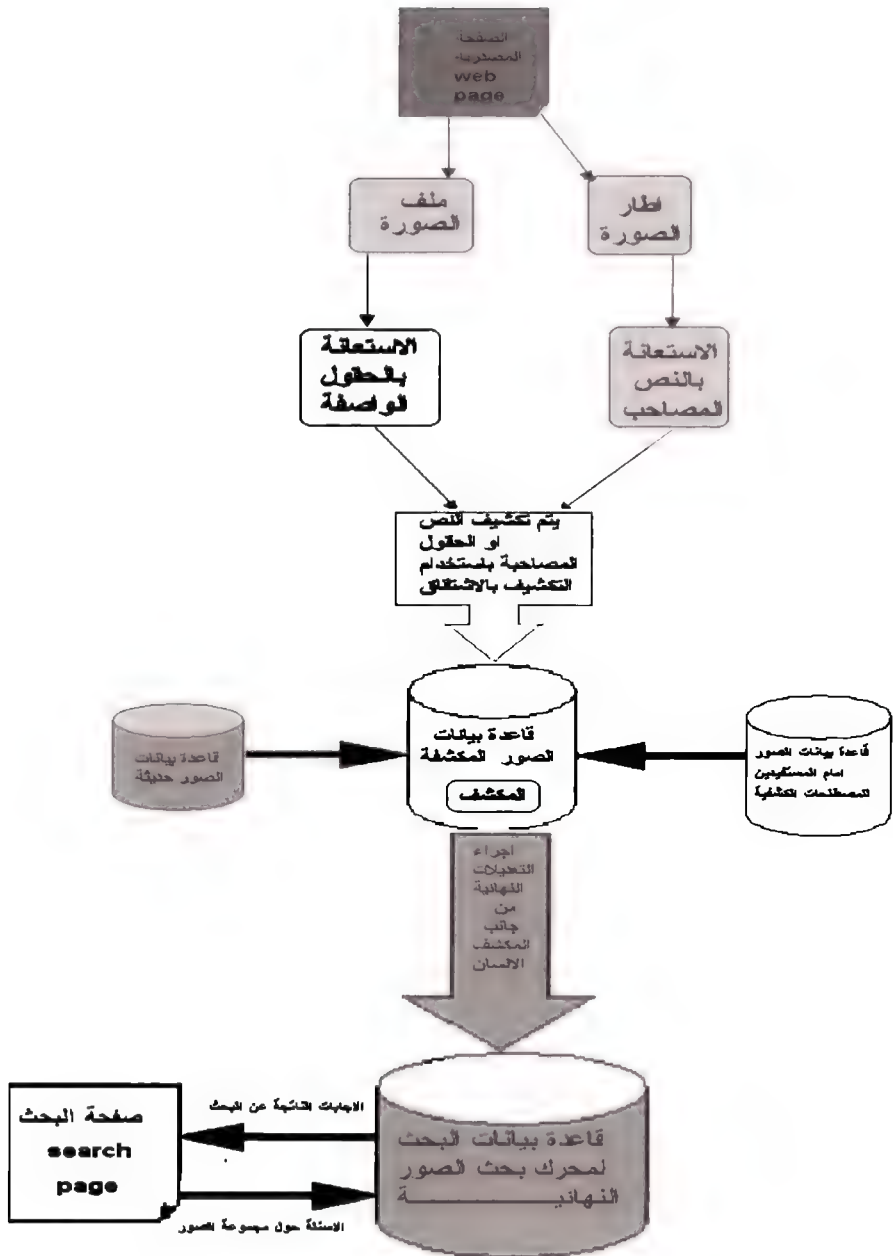 الصفحة
المصدرية
web
page
ملف
الصورة
اطار
الصورة
الاستعانة
بالحقول
الواصفة
الاستعانة
بالنص
المصاحب
يتم تكشيف النص
او الحقول
المصاحبة باستخدام
التكشيف بالاشتقاق
قاعدة بيانات
الصور المكشفة
المكشف
قاعدة بيانات
الصور حديثة
قاعدة بيانات الصور
امام المستفيدين
المصطلحات الكشفية
اجراء
التعديلات
النهائية
من
جانب
المكشف
الانسان
قاعدة بيانات البحث
لمحرك بحث الصور
النهائيـــــــــــــة
صفحة البحث
search
page
الاجابات الناتجة عن البحث
الاسئلة حول مجموعة الصور